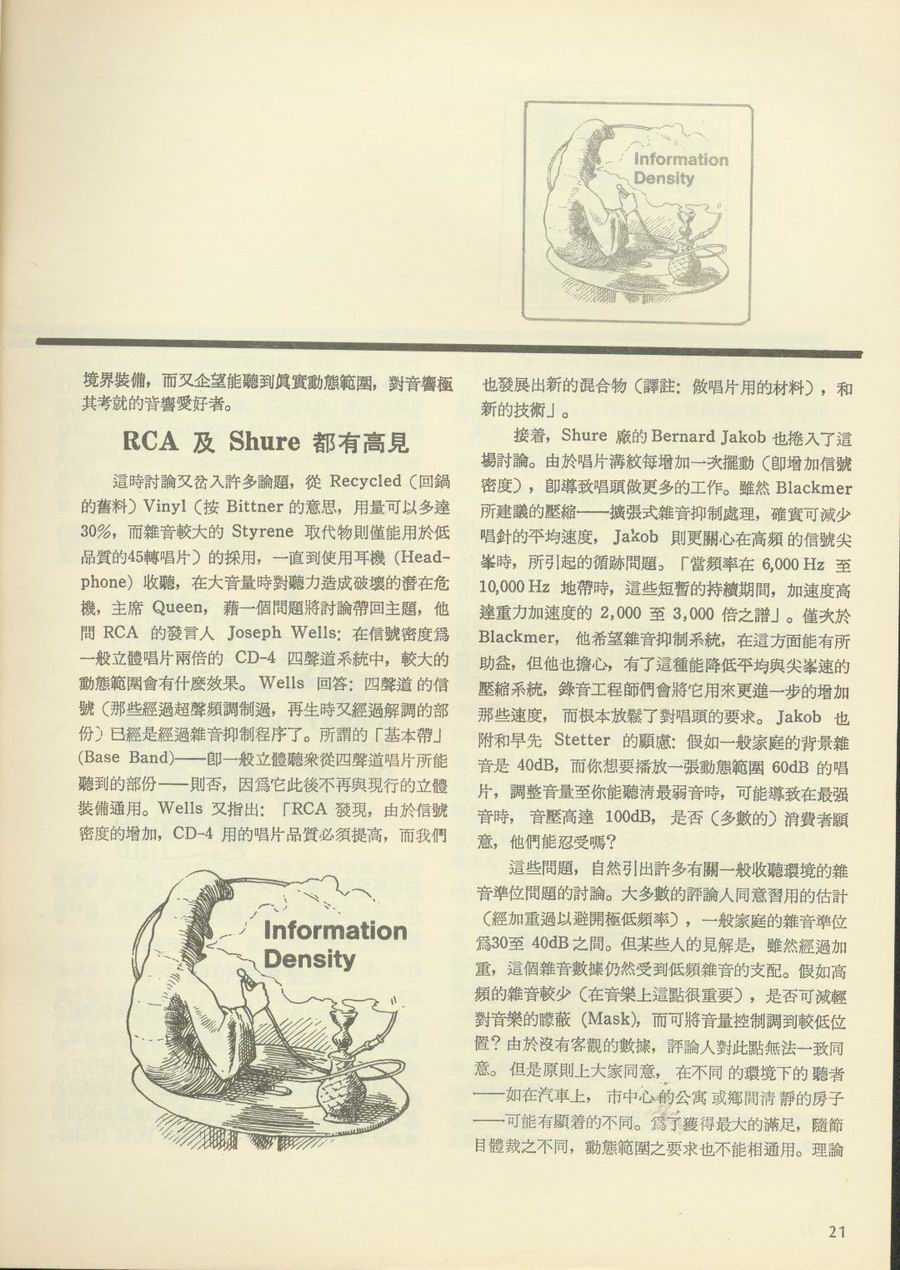 Information
Density
境界裝備，而又企望能聽到眞實動態範圍，對音響極
其考就的音響愛好者。
RCA 及 Shure 都有高見
這時討論又岔入許多論題，從 Recycled（回鍋
的舊料）Vinyl（按 Bittner 的意思，用量可以多達
30%，而雜音較大的 Styrene 取代物則僅能用於低
品質的45轉唱片）的採用，一直到使用耳機（Head-
phone）收聽，在大音量時對聽力造成破壞的潛在危
機，主席 Queen，藉一個問題將討論帶回主題，他
問 RCA 的發言人 Joseph Wells：在信號密度爲
一般立體唱片兩倍的 CD-4 四聲道系統中，較大的
動態範圍會有什麽效果。Wells 回答：四聲道的信
號（那些經過超聲頻調制過，再生時又經過解調的部
份）已經是經過雜音抑制程序了。所謂的「基本帶」
(Base Band)——卽一般立體聽衆從四聲道唱片所能
聽到的部份——則否，因爲它此後不再與現行的立體
裝備通用。Wells 又指出：「RCA 發現，由於信號
密度的增加，CD-4 用的唱片品質必須提高，而我們
Information
Density
也發展出新的混合物（譯註：做唱片用的材料），和
新的技術」。
接着，Shure 廠的 Bernard Jakob 也捲入了這
場討論。由於唱片溝紋每增加一次擺動（卽增加信號
密度），卽導致唱頭做更多的工作。雖然 Blackmer
所建議的壓縮——擴張式雜音抑制處理，確實可減少
唱針的平均速度，Jakob 則更關心在高頻的信號尖
峯時，所引起的循跡問題。「當頻率在 6,000 Hz 至
10,000 Hz 地帶時，這些短暫的持續期間，加速度高
達重力加速度的 2,000 至 3,000 倍之譜」。僅次於
Blackmer，他希望雜音抑制系統，在這方面能有所
助益，但他也擔心，有了這種能降低平均與尖峯速的
壓縮系統，錄音工程師們會將它用來更進一步的增加
那些速度，而根本放鬆了對唱頭的要求。Jakob 也
附和早先 Stetter 的顧慮：假如一般家庭的背景雜
音是 40dB，而你想要播放一張動態範圍 60dB 的唱
片，調整音量至你能聽淸最弱音時，可能導致在最强
音時，音壓高達 100dB，是否（多數的）消費者願
意，他們能忍受嗎？
這些問題，自然引出許多有關一般收聽環境的雜
音準位問題的討論。大多數的評論人同意習用的估計
（經加重過以避開極低頻率），一般家庭的雜音準位
爲30至 40dB 之間。但某些人的見解是，雖然經過加
重，這個雜音數據仍然受到低頻雜音的支配。假如高
頻的雜音較少（在音樂上這點很重要），是否可減輕
對音樂的矇蔽 (Mask)，而可將音量控制調到較低位
置？由於沒有客觀的數據，評論人對此點無法一致同
意。但是原則上大家同意，在不同的環境下的聽者
——如在汽車上，市中心的公寓或鄉間淸靜的房子
——可能有顯着的不同。爲了獲得最大的滿足，隨節
目體裁之不同，動態範圍之要求也不能相通用。理論
21